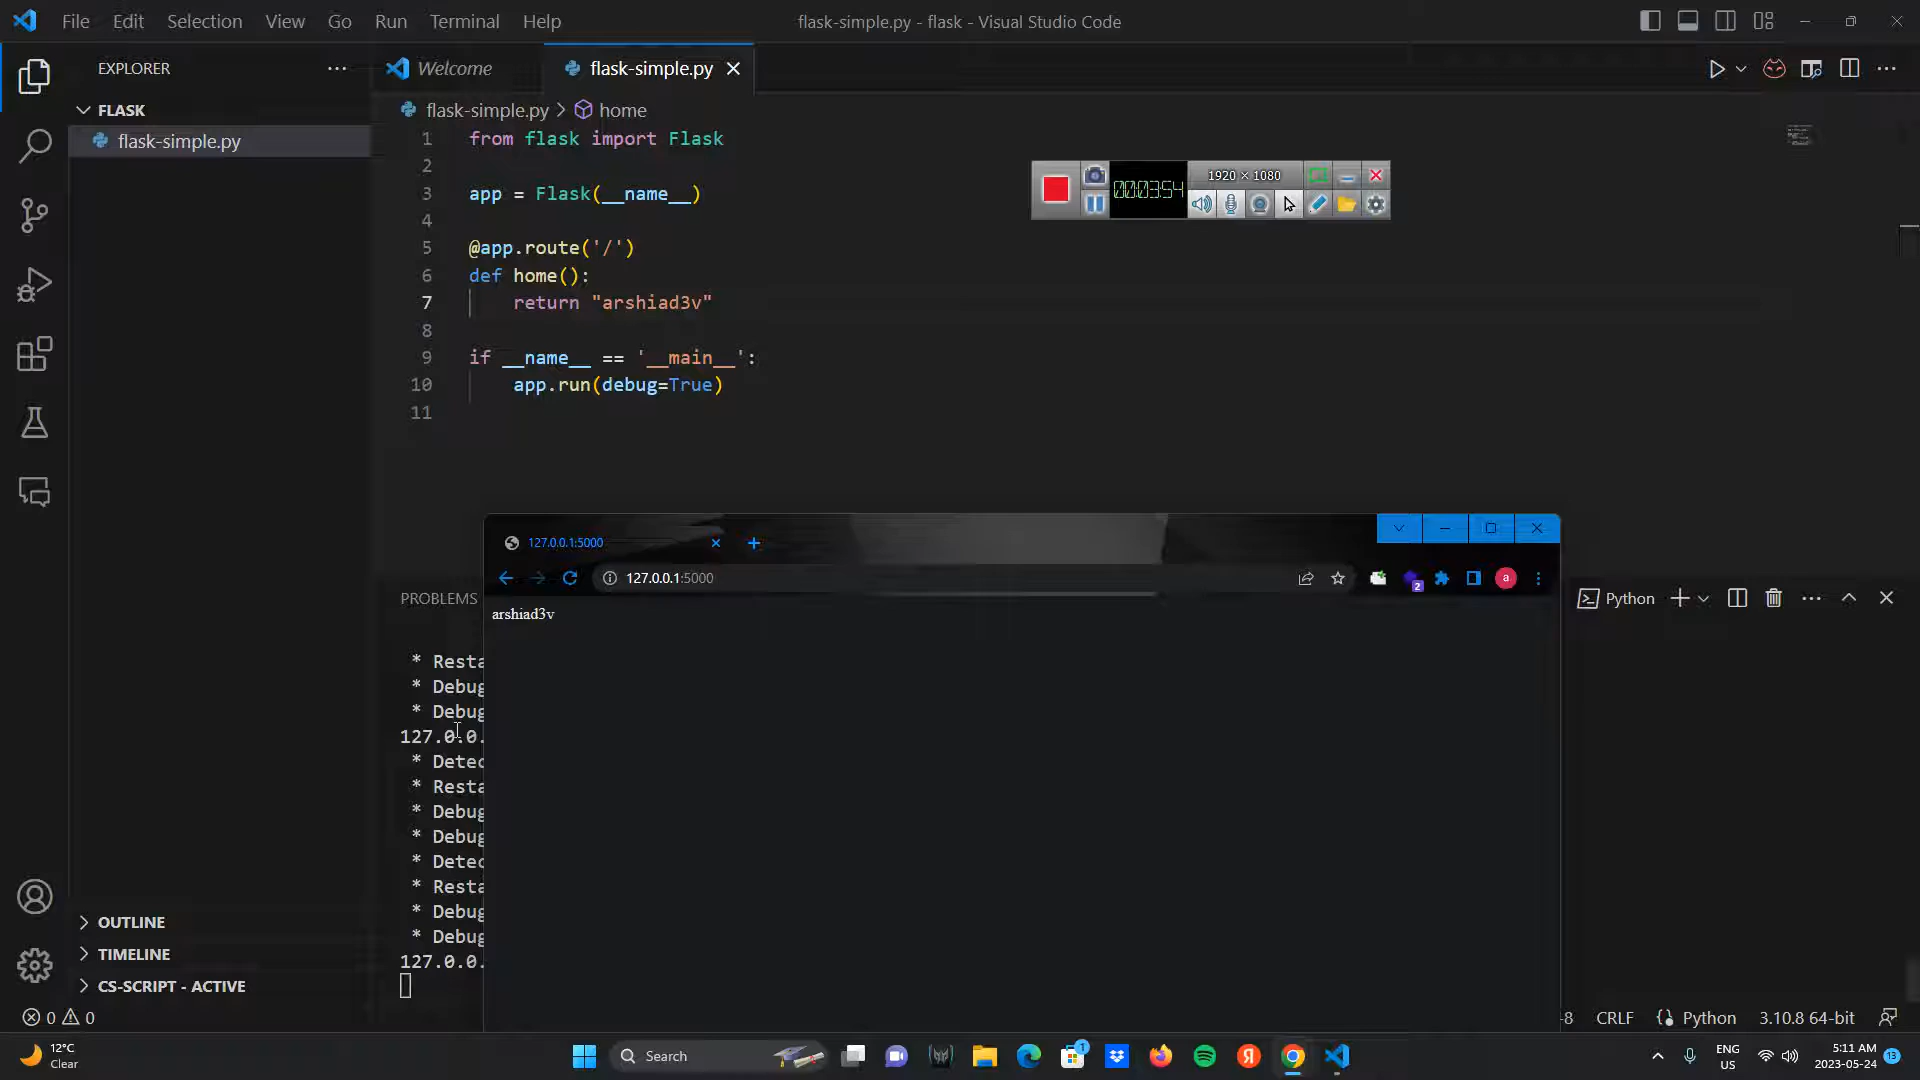 File Edit Selection View Go Run Terminal Help
flask-simple.py - flask - Visual Studio Code
EXPLORER
Welcome
flask-simple.py
FLASK
flask-simple.py
flask-simple.py > home
1 from flask import Flask
2
3 app = Flask(__name__)
4
5 @app.route('/')
6 def home():
7 return "arshiad3v"
8
9 if __name__ == '__main__':
10 app.run(debug=True)
11
00:03:54
1920 × 1080
127.0.0.1:5000
127.0.0.1:5000
2
a
arshiad3v
PROBLEMS
Python
* Resta
* Debug
* Debug
127.0.0.
* Detec
* Resta
* Debug
* Debug
* Detec
* Resta
* Debug
* Debug
127.0.0.
OUTLINE
TIMELINE
CS-SCRIPT - ACTIVE
0 0
-8 CRLF {} Python 3.10.8 64-bit
12°C
Clear
Search
1
ENG
US
5:11 AM
2023-05-24
13